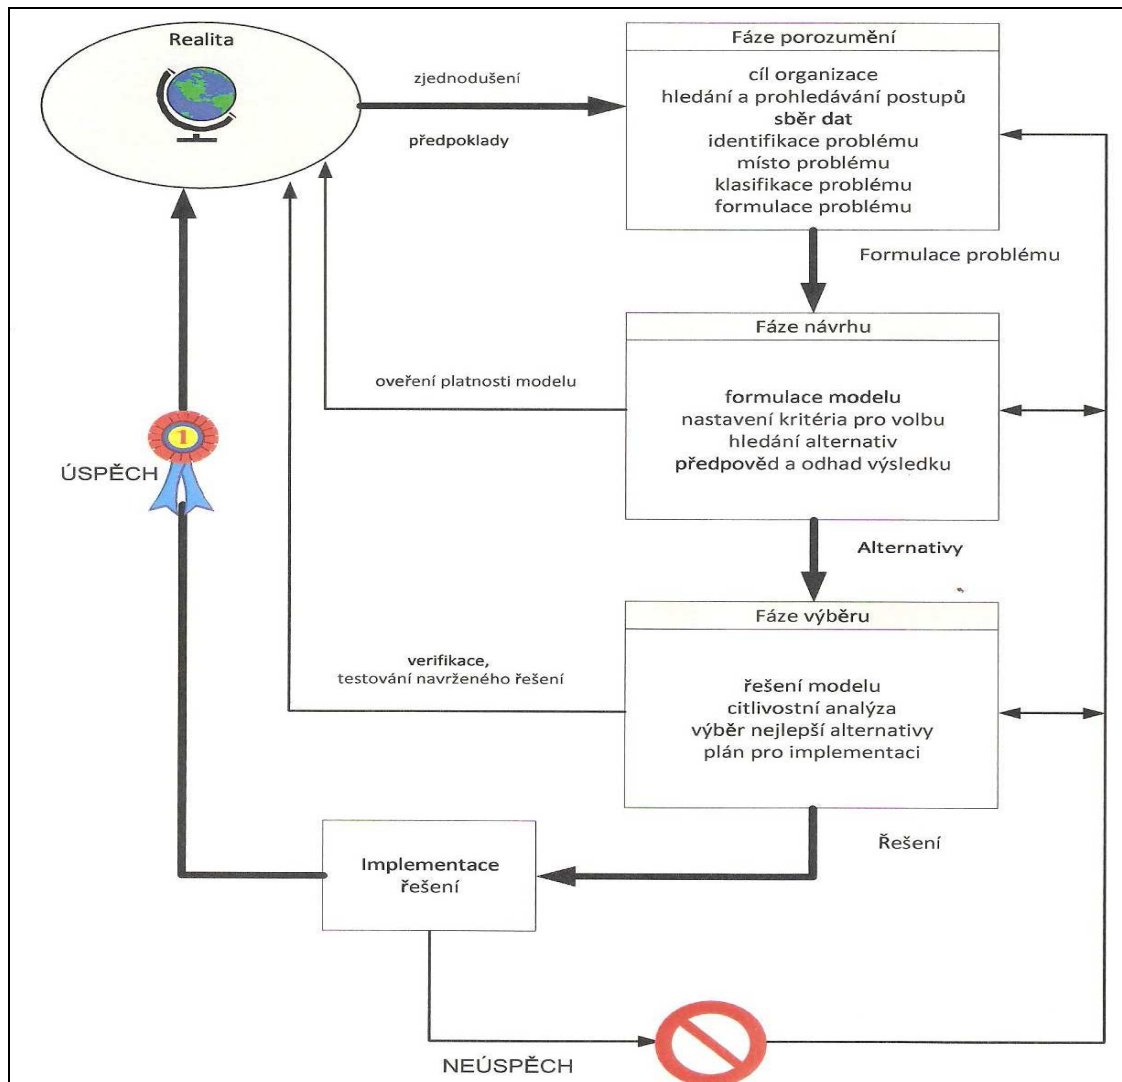 Realita
zjednodušení
předpoklady
Fáze porozumění
cíl organizace
hledání a prohledávání postupů
sběr dat
identifikace problému
místo problému
klasifikace problému
formulace problému
Formulace problému
Fáze návrhu
formulace modelu
nastavení kritéria pro volbu
hledání alternativ
předpověd a odhad výsledku
oveření platnosti modelu
1
ÚSPĚCH
Alternativy
Fáze výběru
řešení modelu
citlivostní analýza
výběr nejlepší alternativy
plán pro implementaci
verifikace,
testování navrženého řešení
Řešení
Implementace
řešení
NEÚSPĚCH